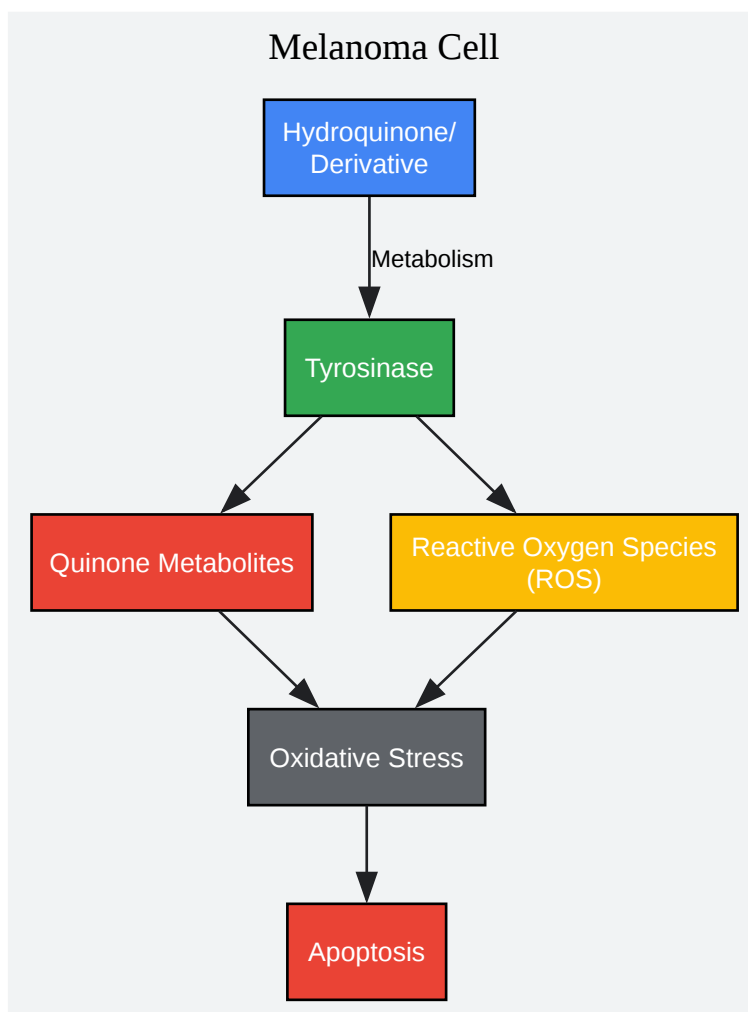 Melanoma Cell
Hydroquinone/
Derivative
Metabolism
Tyrosinase
Quinone Metabolites
Reactive Oxygen Species
(ROS)
Oxidative Stress
Apoptosis